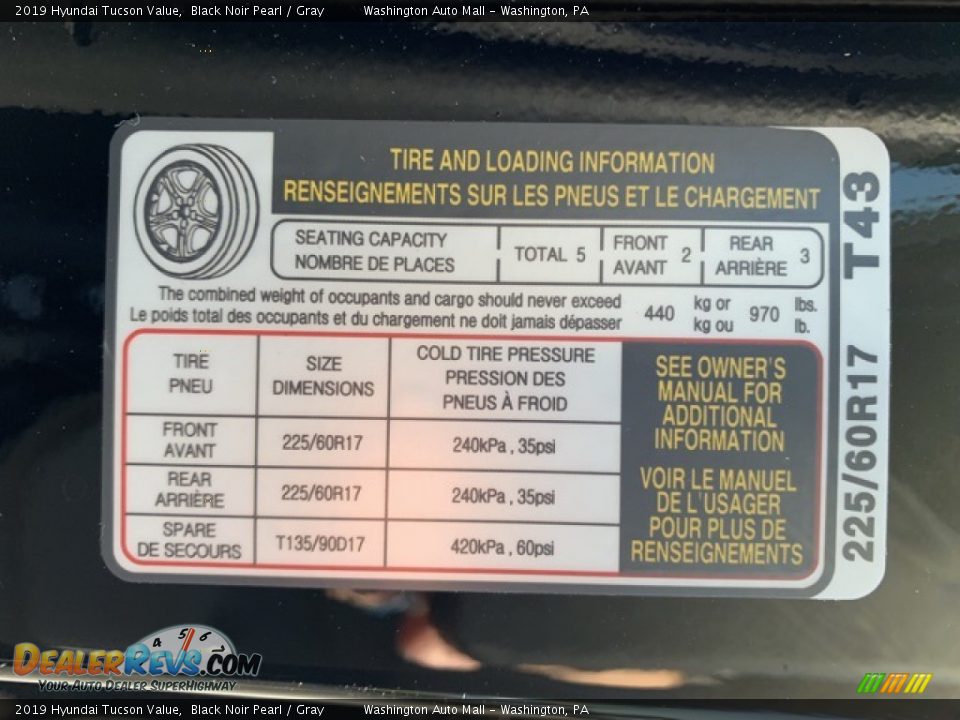 2019 Hyundai Tucson Value, Black Noir Pearl / Gray Washington Auto Mall - Washington, PA
TIRE AND LOADING INFORMATION
RENSEIGNEMENTS SUR LES PNEUS ET LE CHARGEMENT
SEATING CAPACITY
NOMBRE DE PLACES
TOTAL 5
FRONT
AVANT
2
REAR
ARRIÈRE
3
The combined weight of occupants and cargo should never exceed
Le poids total des occupants et du chargement ne doit jamais dépasser
440
kg or
kg ou
970
lbs.
lb.
TIRE
PNEU
SIZE
DIMENSIONS
COLD TIRE PRESSURE
PRESSION DES
PNEUS À FROID
FRONT
AVANT
225/60R17
240kPa , 35psi
REAR
ARRIÈRE
225/60R17
240kPa , 35psi
SPARE
DE SECOURS
T135/90D17
420kPa , 60psi
SEE OWNER'S
MANUAL FOR
ADDITIONAL
INFORMATION
VOIR LE MANUEL
DE L'USAGER
POUR PLUS DE
RENSEIGNEMENTS
225/60R17 T43
4 5 6
DEALERREVS.COM
YOUR AUTO DEALER SUPERHIGHWAY
2019 Hyundai Tucson Value, Black Noir Pearl / Gray Washington Auto Mall - Washington, PA